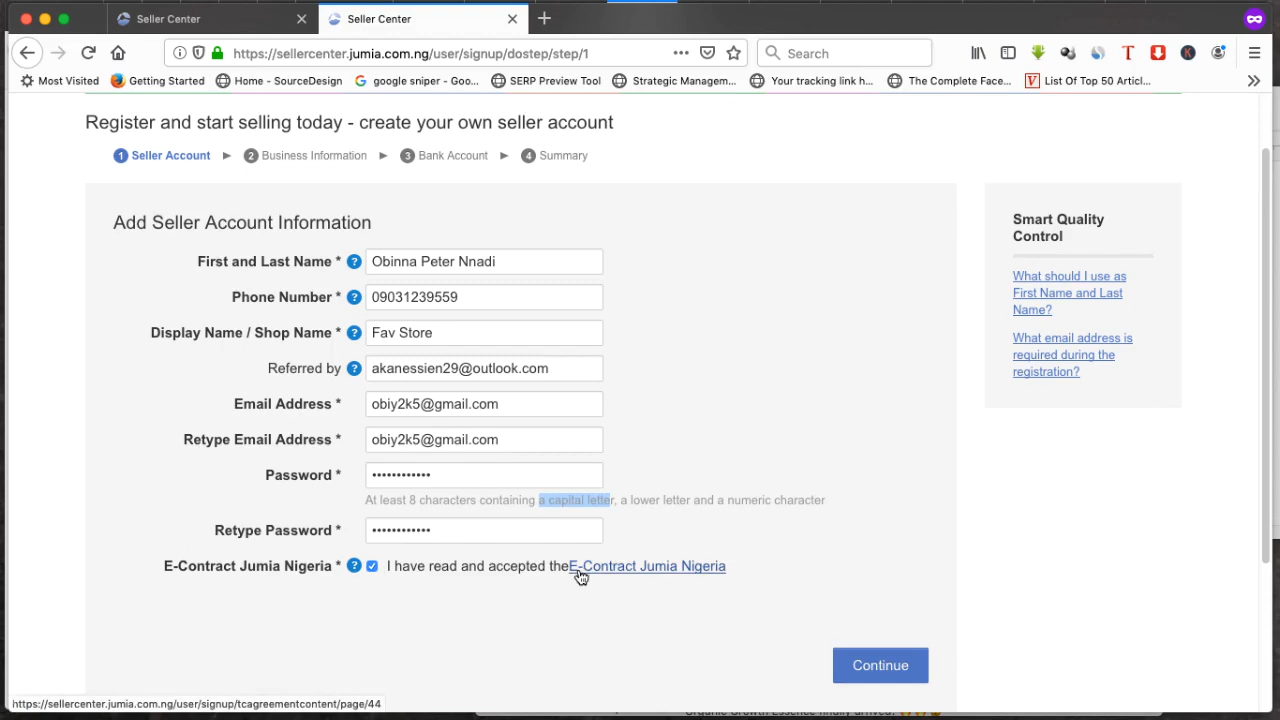 Seller Center
Seller Center
https://sellercenter.jumia.com.ng/user/signup/dostep/step/1
Search
Most Visited
Getting Started
Home - SourceDesign
google sniper - Goo...
SERP Preview Tool
Strategic Managem...
Your tracking link h...
The Complete Face...
List Of Top 50 Articl...
Register and start selling today - create your own seller account
1 Seller Account
2 Business Information
3 Bank Account
4 Summary
Add Seller Account Information
First and Last Name * ? Obinna Peter Nnadi
Phone Number * ? 09031239559
Display Name / Shop Name * ? Fav Store
Referred by ? akanessien29@outlook.com
Email Address * obiy2k5@gmail.com
Retype Email Address * obiy2k5@gmail.com
Password * ••••••••••••
At least 8 characters containing a capital letter, a lower letter and a numeric character
Retype Password * ••••••••••••
E-Contract Jumia Nigeria * ? I have read and accepted theE-Contract Jumia Nigeria
Continue
Smart Quality
Control
What should I use as
First Name and Last
Name?
What email address is
required during the
registration?
https://sellercenter.jumia.com.ng/user/signup/tcagreementcontent/page/44